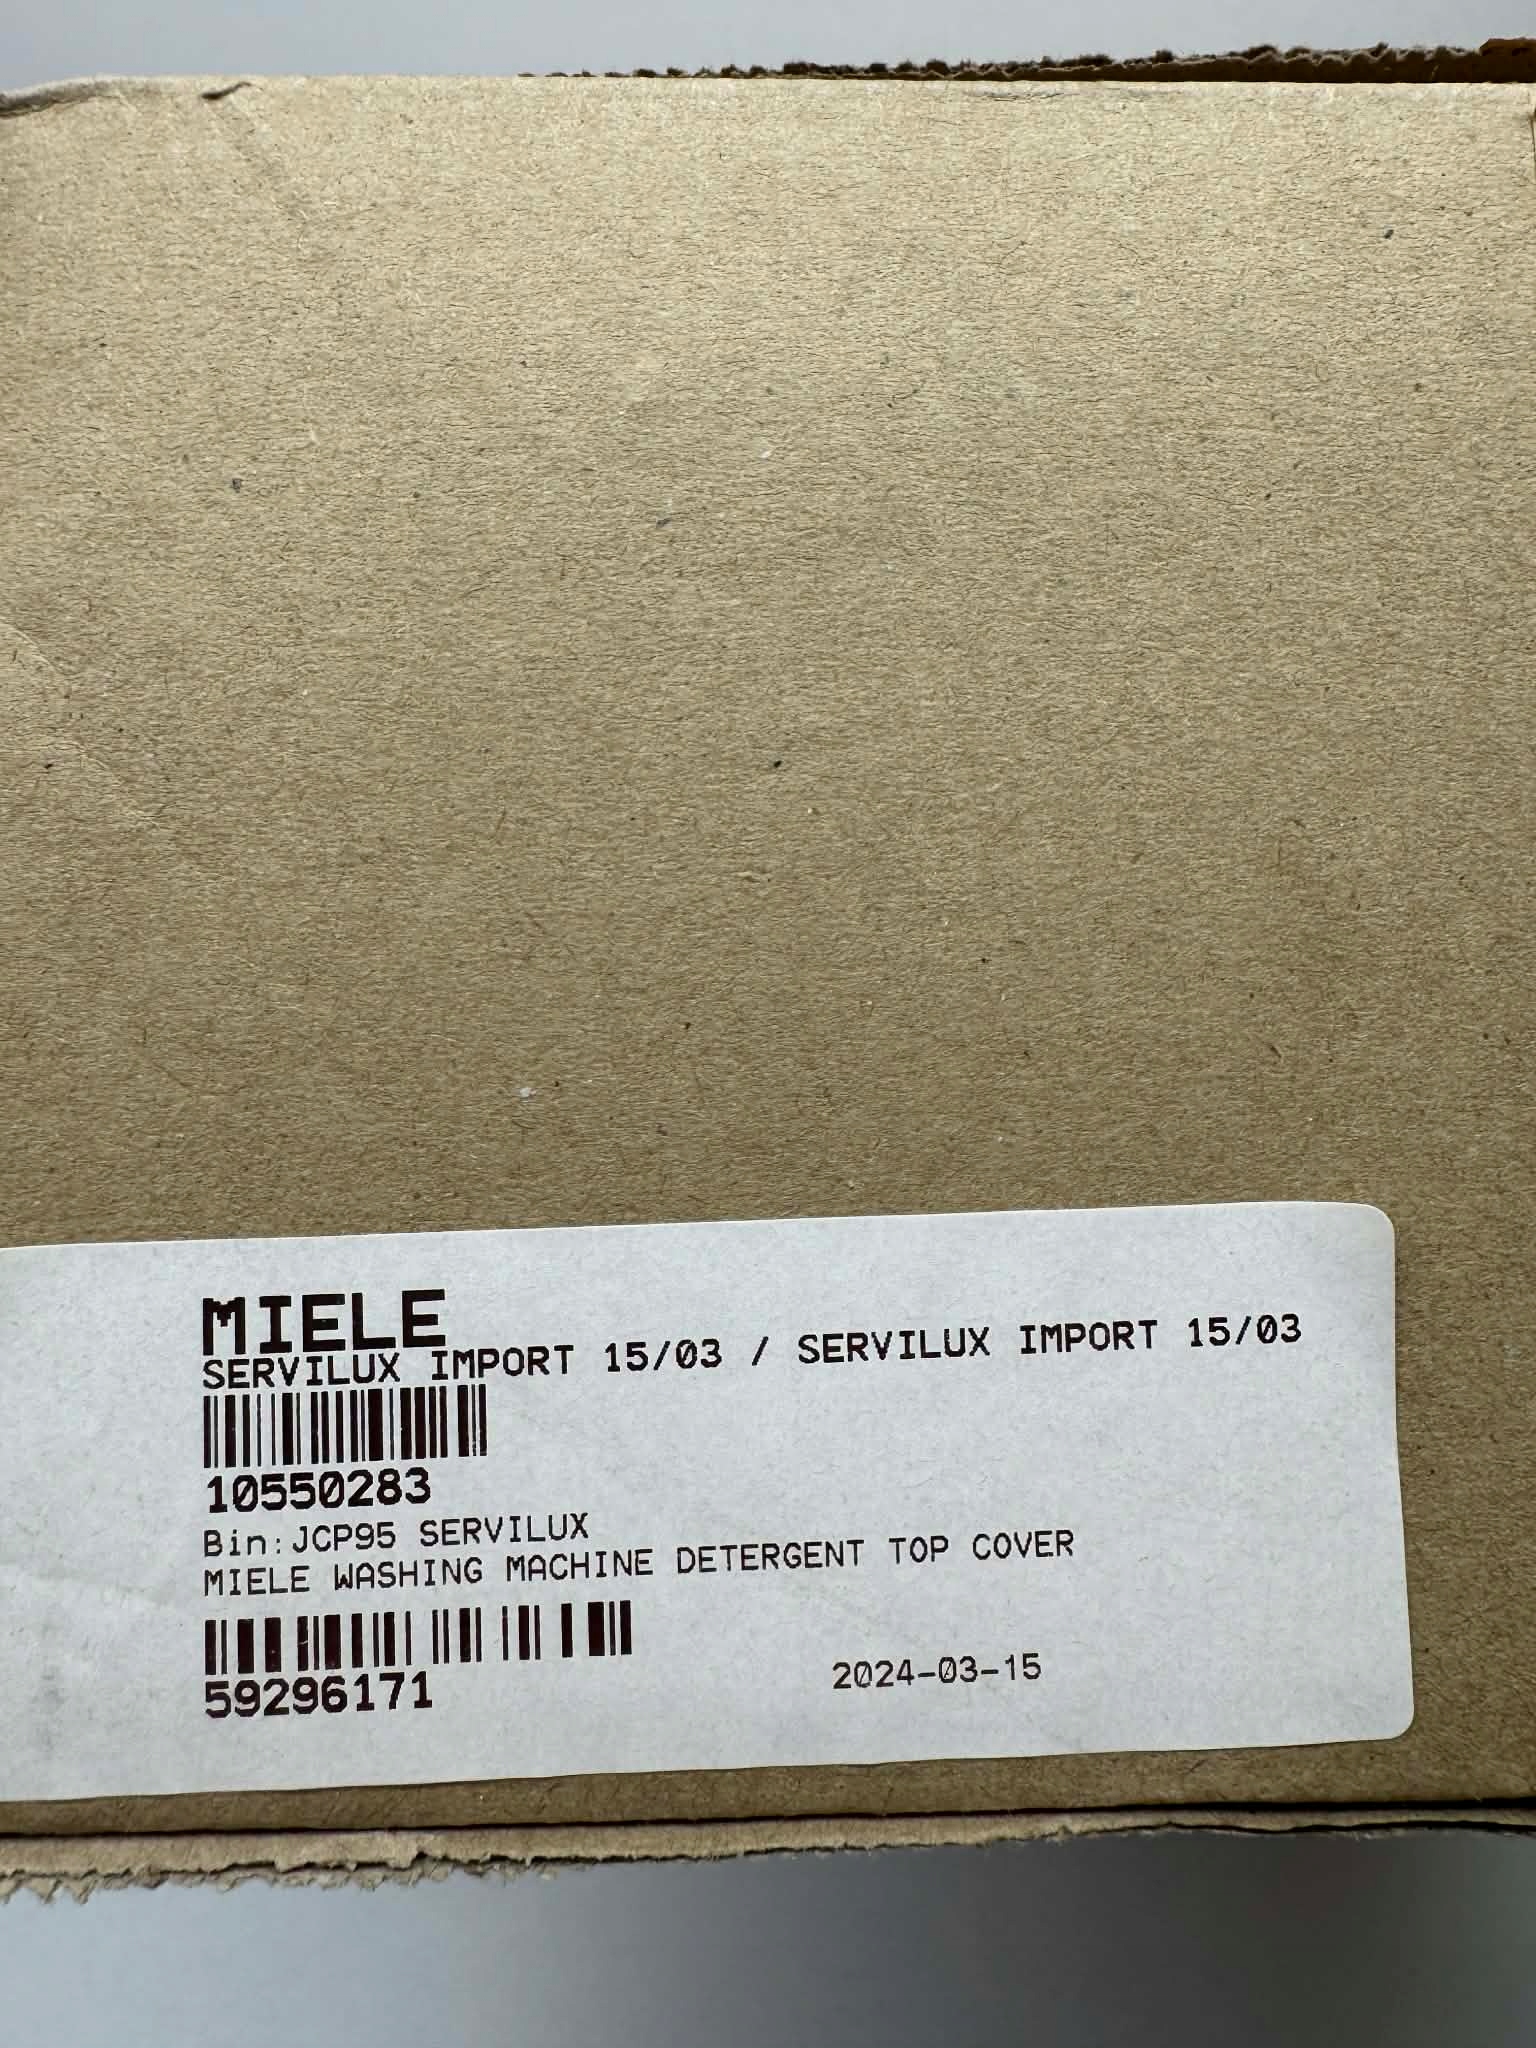 MIELE
SERVILUX IMPORT 15/03 / SERVILUX IMPORT 15/03
10550283
Bin:JCP95 SERVILUX
MIELE WASHING MACHINE DETERGENT TOP COVER
59296171
2024-03-15